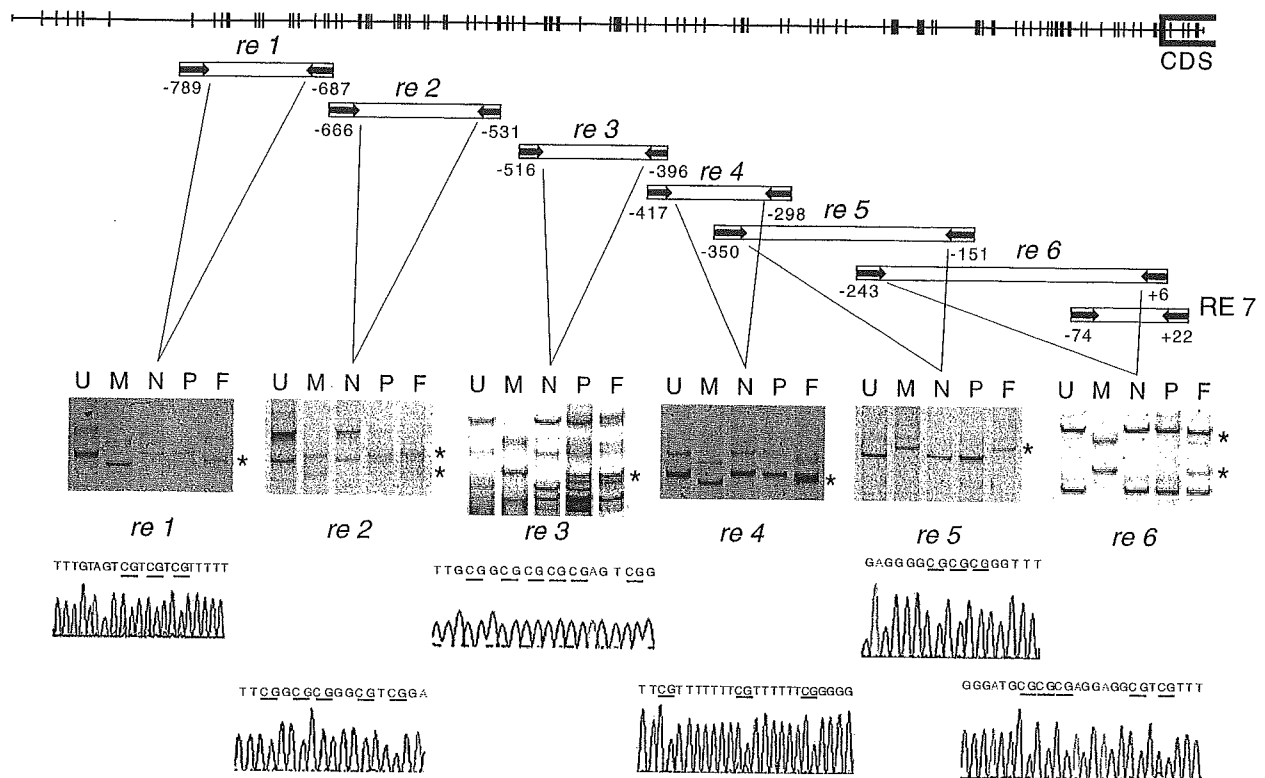 CDS
re 1
-789 -687
re 2
-666 -531
re 3
-516 -396
re 4
-417 -298
re 5
-350 -151
re 6
-243 +6
RE 7
-74 +22
U M N P F
U M N P F
U M N P F
U M N P F
U M N P F
U M N P F
*
*
*
*
*
*
*
*
re 1
re 2
re 3
re 4
re 5
re 6
TTTGTAGTCGTCGTCGTTTTT
TTGCGGCGCGCGCGAGTCGG
GAGGGGCGCGCGGGTTT
TTCGGCGCGGGCGTCGGA
TTCGTTTTTTTCGTTTTTTCGGGGG
GGGATGCGCGCGAGGAGGCGTCGTTT